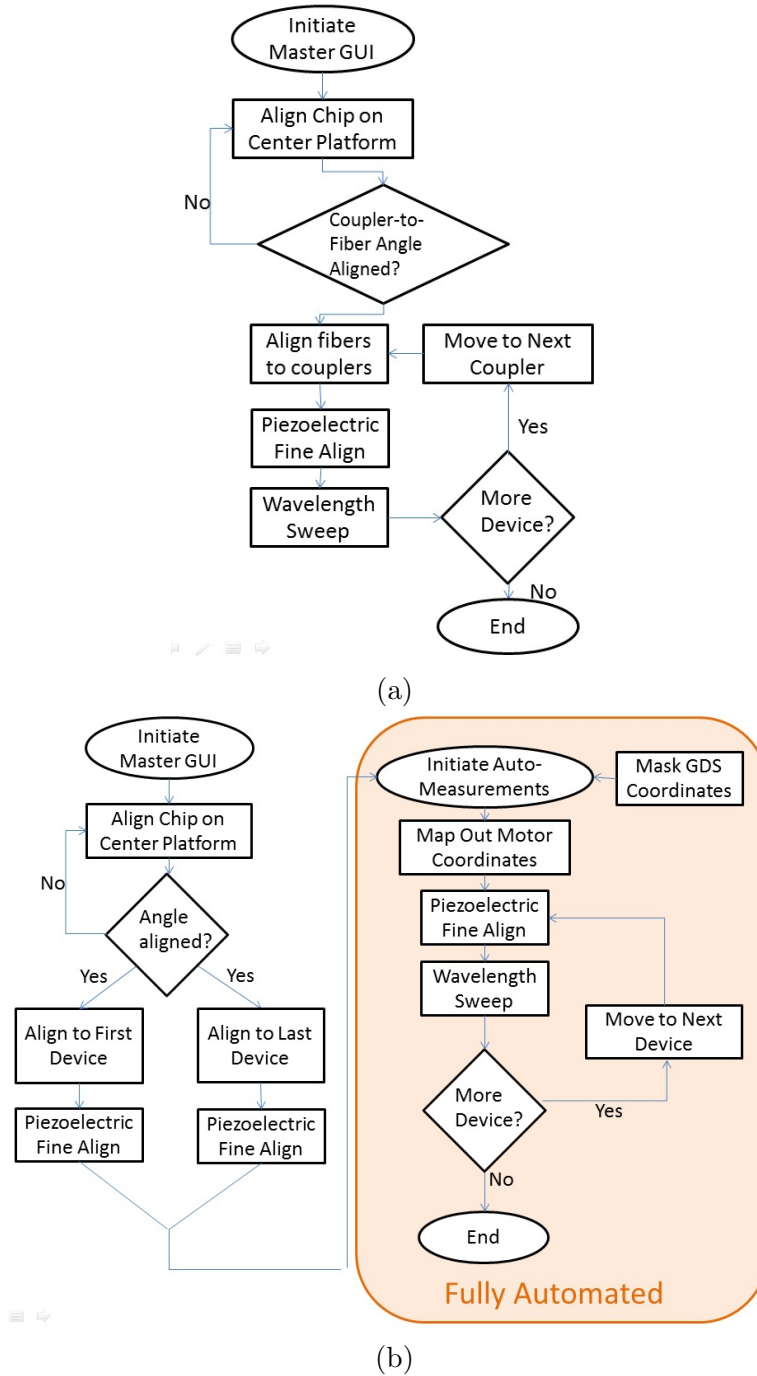 Initiate
Master GUI
Align Chip on
Center Platform
No
Coupler-to-
Fiber Angle
Aligned?
Align fibers
to couplers
Move to Next
Coupler
Yes
Piezoelectric
Fine Align
Wavelength
Sweep
More
Device?
No
End
(a)
Initiate
Master GUI
Align Chip on
Center Platform
No
Angle
aligned?
Yes
Yes
Align to First
Device
Align to Last
Device
Piezoelectric
Fine Align
Piezoelectric
Fine Align
Initiate Auto-
Measurements
Mask GDS
Coordinates
Map Out Motor
Coordinates
Piezoelectric
Fine Align
Wavelength
Sweep
Move to Next
Device
More
Device?
Yes
No
End
Fully Automated
(b)